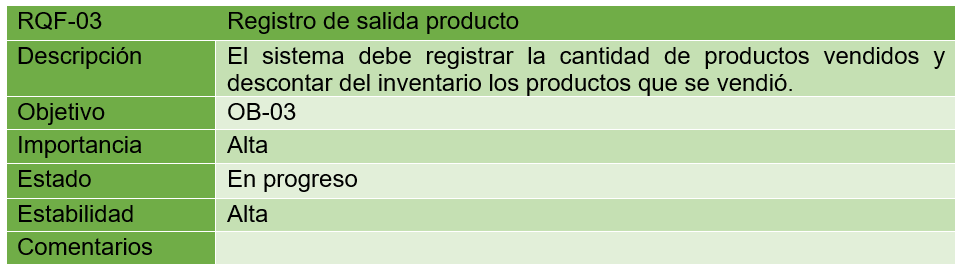 RQF-03 Registro de salida producto
Descripción El sistema debe registrar la cantidad de productos vendidos y
descontar del inventario los productos que se vendió.
Objetivo OB-03
Importancia Alta
Estado En progreso
Estabilidad Alta
Comentarios